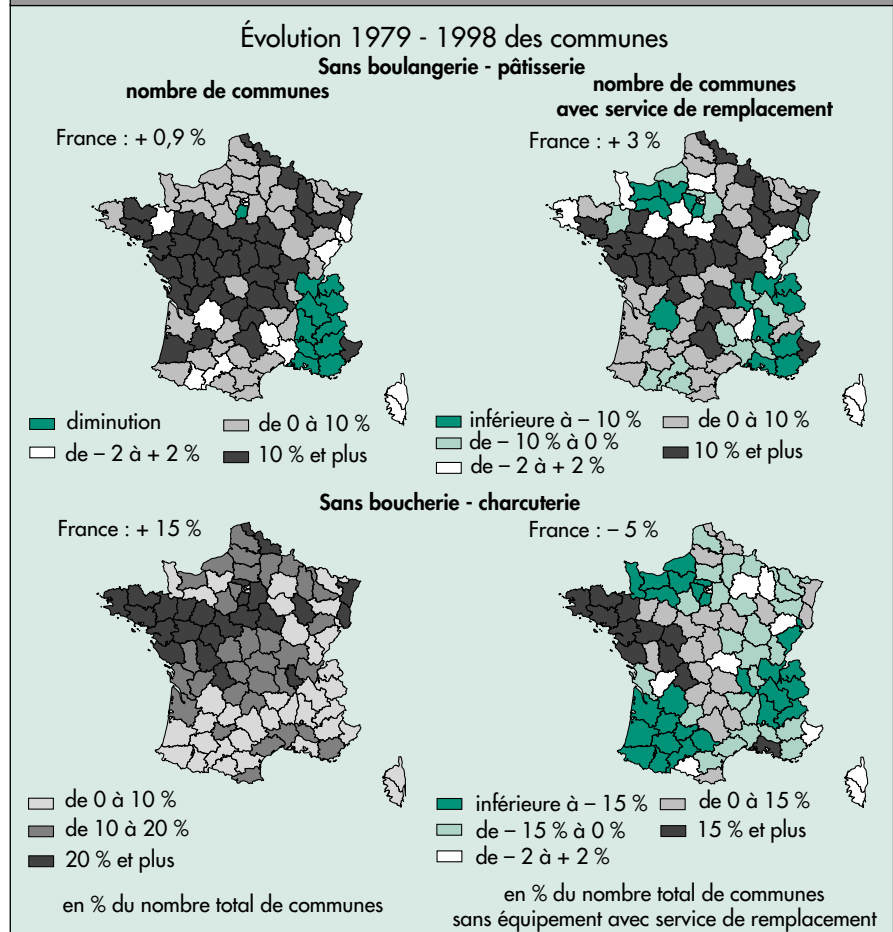 Évolution 1979 - 1998 des communes
Sans boulangerie - pâtisserie
nombre de communes
nombre de communes
avec service de remplacement
France : + 0,9 %
France : + 3 %
diminution
de 0 à 10 %
de – 2 à + 2 %
10 % et plus
inférieure à – 10 %
de 0 à 10 %
de – 10 % à 0 %
10 % et plus
de – 2 à + 2 %
Sans boucherie - charcuterie
France : + 15 %
France : – 5 %
de 0 à 10 %
de 10 à 20 %
20 % et plus
inférieure à – 15 %
de 0 à 15 %
de – 15 % à 0 %
15 % et plus
de – 2 à + 2 %
en % du nombre total de communes
en % du nombre total de communes
sans équipement avec service de remplacement